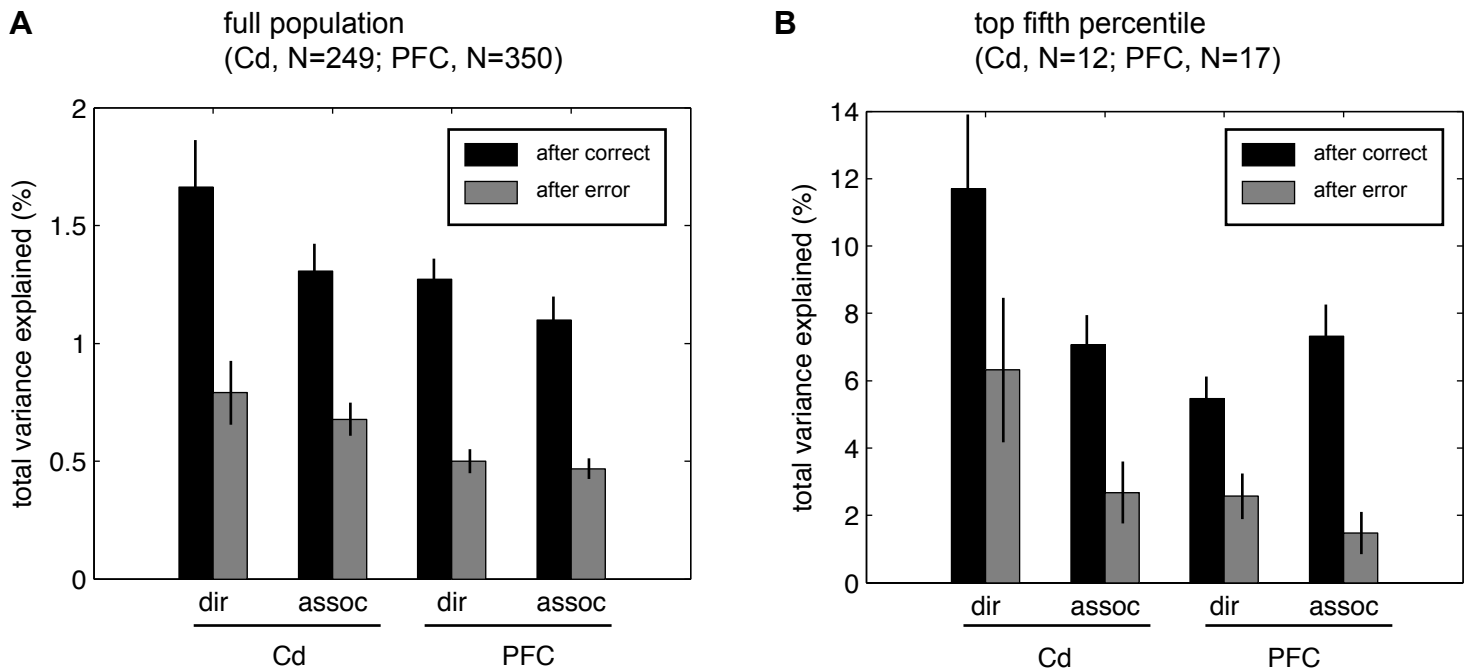 A
full population
(Cd, N=249; PFC, N=350)
total variance explained (%)
2
1.5
1
0.5
0
after correct
after error
dir
assoc
dir
assoc
Cd
PFC
B
top fifth percentile
(Cd, N=12; PFC, N=17)
total variance explained (%)
14
12
10
8
6
4
2
0
after correct
after error
dir
assoc
dir
assoc
Cd
PFC